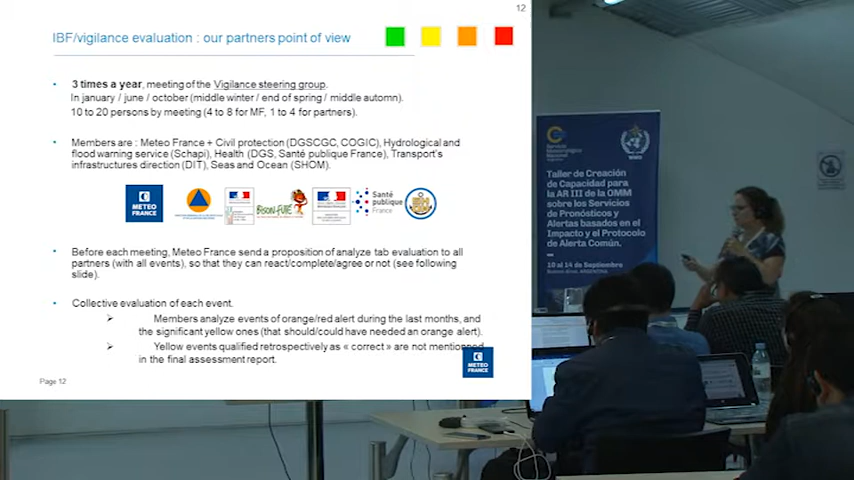 12
IBF/vigilance evaluation : our partners point of view
• 3 times a year, meeting of the Vigilance steering group.
In january / june / october (middle winter / end of spring / middle automn).
10 to 20 persons by meeting (4 to 8 for MF, 1 to 4 for partners).
• Members are : Meteo France + Civil protection (DGSCGC, COGIC), Hydrological and
flood warning service (Schapi), Health (DGS, Santé publique France), Transport's
infrastructures direction (DIT), Seas and Ocean (SHOM).
METEO
FRANCE
Santé
publique
France
• Before each meeting, Meteo France send a proposition of analyze tab evaluation to all
partners (with all events), so that they can react/complete/agree or not (see following
slide).
• Collective evaluation of each event.
➢ Members analyze events of orange/red alert during the last months, and
the significant yellow ones (that should/could have needed an orange alert).
➢ Yellow events qualified retrospectively as « correct » are not mentionned
in the final assessment report.
METEO
FRANCE
Page 12
12
Servicio
Meteorológico
Nacional
Taller de Creación
de Capacidad para
la AR III de la OMM
sobre los Servicios
de Pronósticos y
Alertas basados en el
Impacto y el Protocolo
de Alerta Común.
10 al 14 de Septiembre
Buenos Aires, ARGENTINA